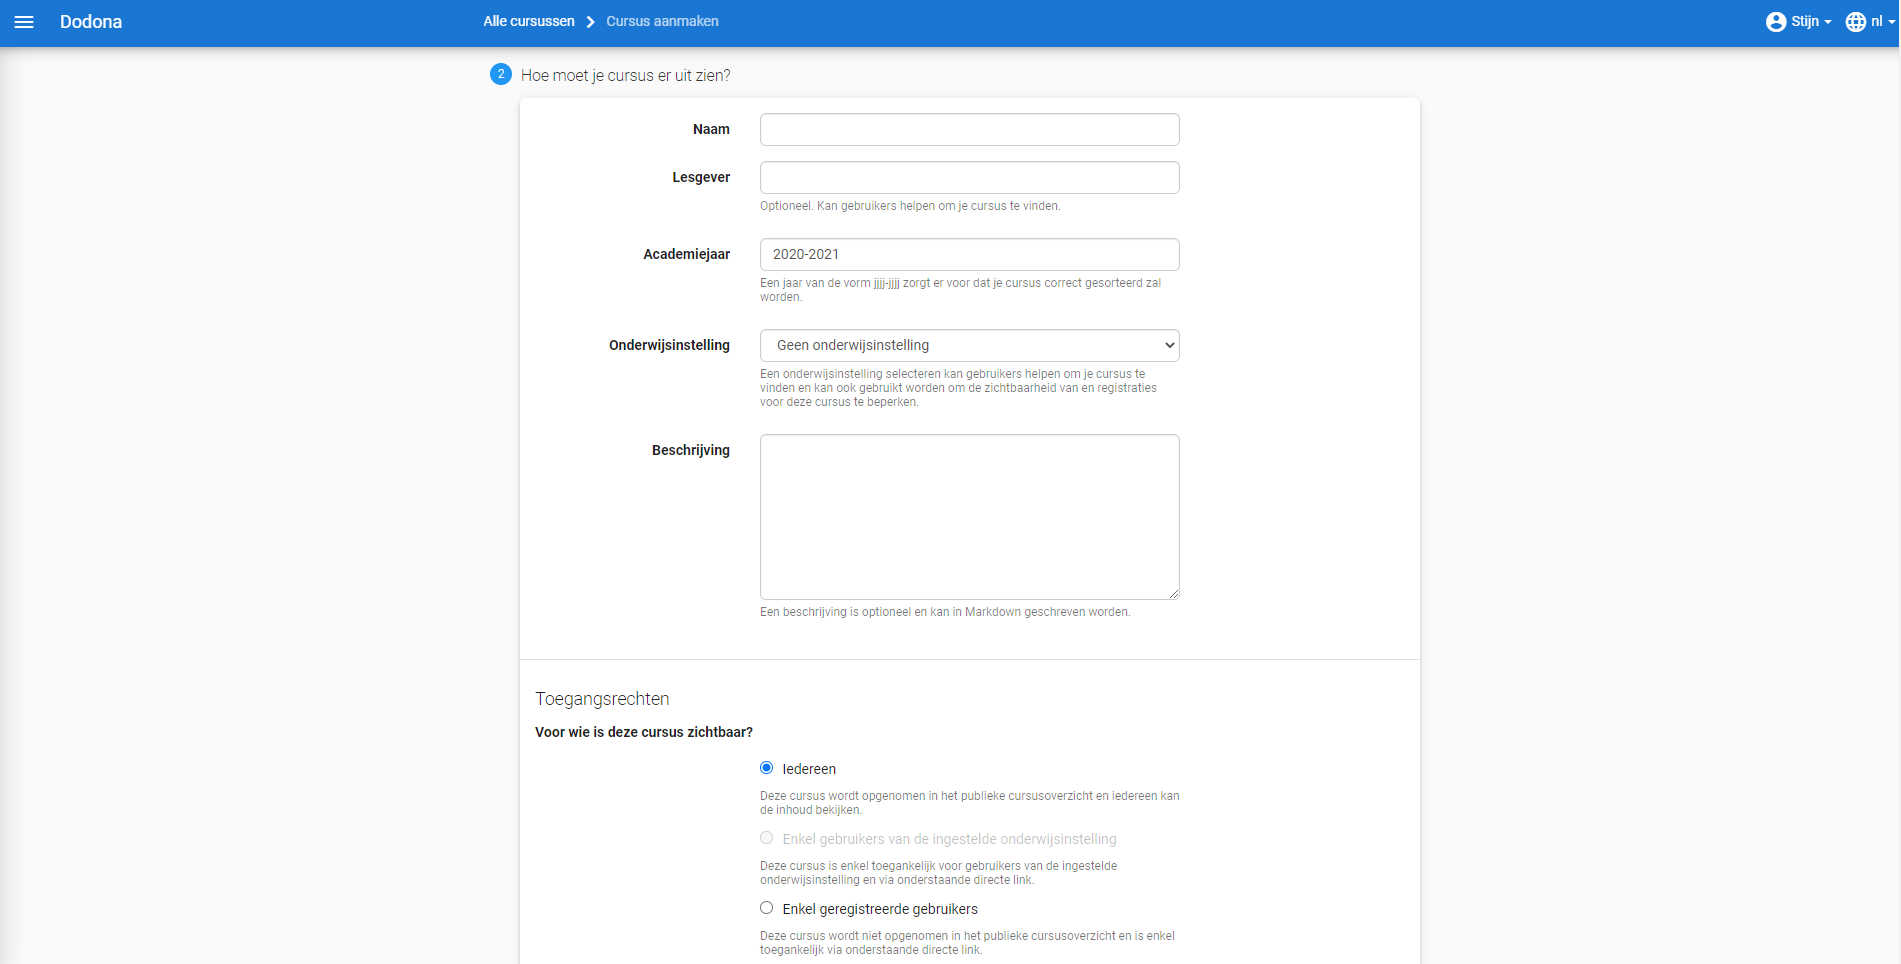 Dodona
Alle cursussen Cursus aanmaken
Stijn
nl
2 Hoe moet je cursus er uit zien?
Naam
Lesgever
Optioneel. Kan gebruikers helpen om je cursus te vinden.
Academiejaar 2020-2021
Een jaar van de vorm jjjj-jjjj zorgt er voor dat je cursus correct gesorteerd zal
worden.
Onderwijsinstelling Geen onderwijsinstelling
Een onderwijsinstelling selecteren kan gebruikers helpen om je cursus te
vinden en kan ook gebruikt worden om de zichtbaarheid van en registraties
voor deze cursus te beperken.
Beschrijving
Een beschrijving is optioneel en kan in Markdown geschreven worden.
Toegangsrechten
Voor wie is deze cursus zichtbaar?
Iedereen
Deze cursus wordt opgenomen in het publieke cursusoverzicht en iedereen kan
de inhoud bekijken.
Enkel gebruikers van de ingestelde onderwijsinstelling
Deze cursus is enkel toegankelijk voor gebruikers van de ingestelde
onderwijsinstelling en via onderstaande directe link.
Enkel geregistreerde gebruikers
Deze cursus wordt niet opgenomen in het publieke cursusoverzicht en is enkel
toegankelijk via onderstaande directe link.